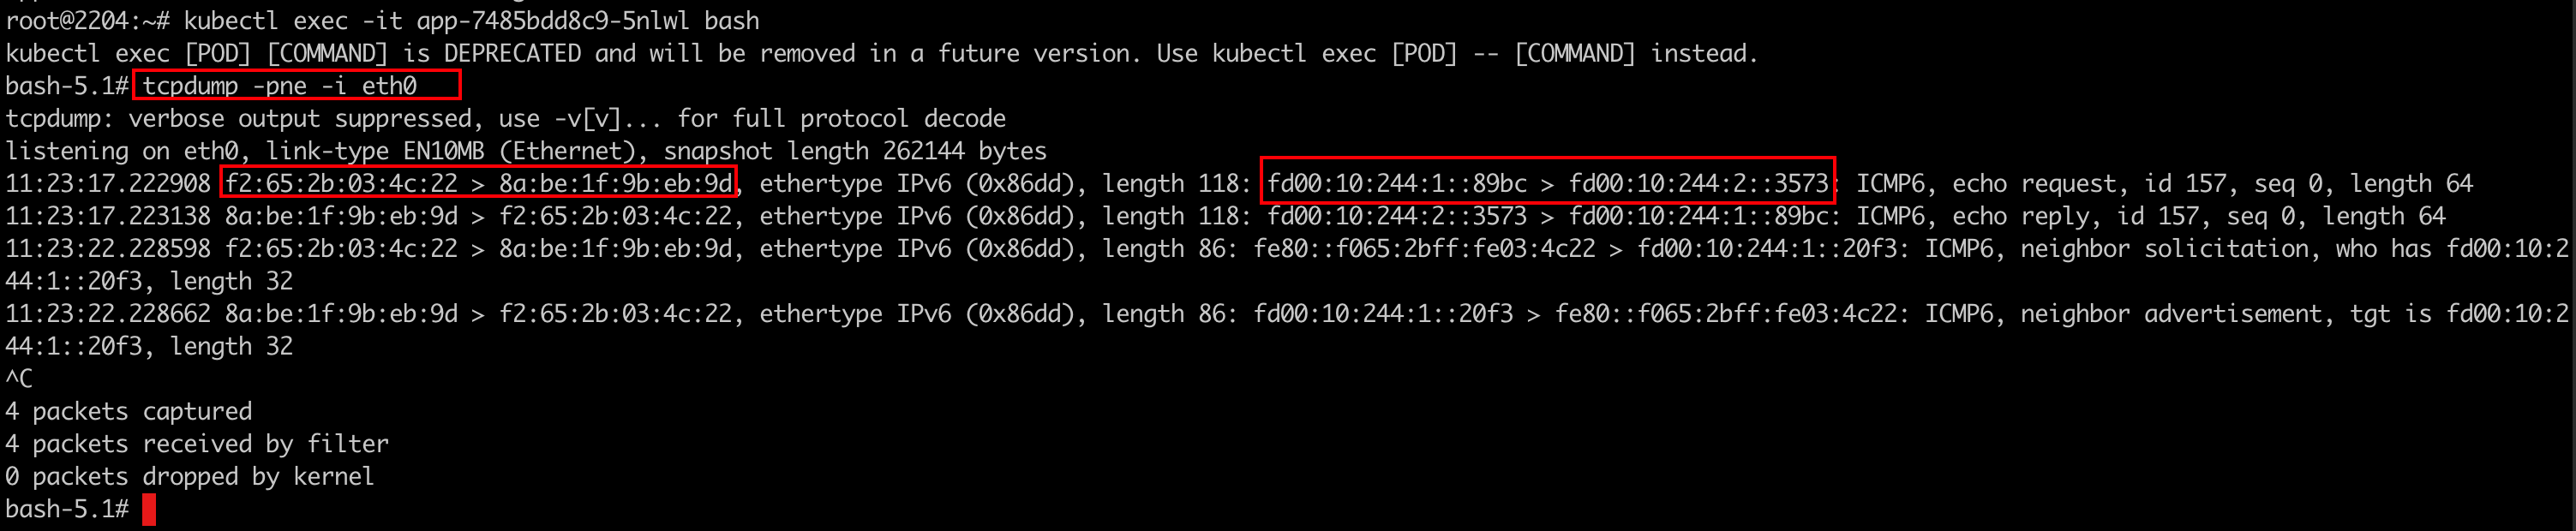 root@2204:~# kubectl exec -it app-7485bdd8c9-5nlwl bash
kubectl exec [POD] [COMMAND] is DEPRECATED and will be removed in a future version. Use kubectl exec [POD] -- [COMMAND] instead.
bash-5.1# tcpdump -pne -i eth0
tcpdump: verbose output suppressed, use -v[v]... for full protocol decode
listening on eth0, link-type EN10MB (Ethernet), snapshot length 262144 bytes
11:23:17.222908 f2:65:2b:03:4c:22 > 8a:be:1f:9b:eb:9d, ethertype IPv6 (0x86dd), length 118: fd00:10:244:1::89bc > fd00:10:244:2::3573: ICMP6, echo request, id 157, seq 0, length 64
11:23:17.223138 8a:be:1f:9b:eb:9d > f2:65:2b:03:4c:22, ethertype IPv6 (0x86dd), length 118: fd00:10:244:2::3573 > fd00:10:244:1::89bc: ICMP6, echo reply, id 157, seq 0, length 64
11:23:22.228598 f2:65:2b:03:4c:22 > 8a:be:1f:9b:eb:9d, ethertype IPv6 (0x86dd), length 86: fe80::f065:2bff:fe03:4c22 > fd00:10:244:1::20f3: ICMP6, neighbor solicitation, who has fd00:10:2
44:1::20f3, length 32
11:23:22.228662 8a:be:1f:9b:eb:9d > f2:65:2b:03:4c:22, ethertype IPv6 (0x86dd), length 86: fd00:10:244:1::20f3 > fe80::f065:2bff:fe03:4c22: ICMP6, neighbor advertisement, tgt is fd00:10:2
44:1::20f3, length 32
^C
4 packets captured
4 packets received by filter
0 packets dropped by kernel
bash-5.1#